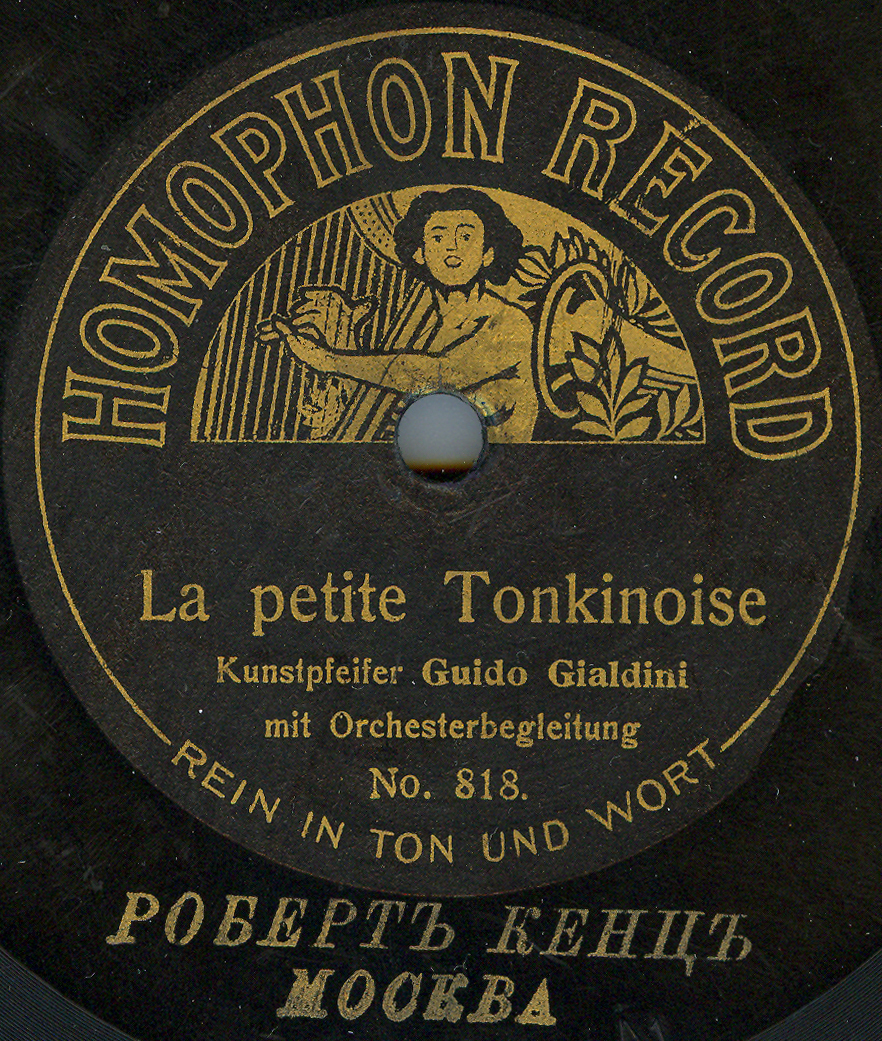 HOMOPHON RECORD
La petite Tonkinoise
Kunstpfeifer Guido Gialdini
mit Orchesterbegleitung
No. 818.
REIN IN TON UND WORT
РОБЕРТЪ КЕНЦЪ
МОСКВА